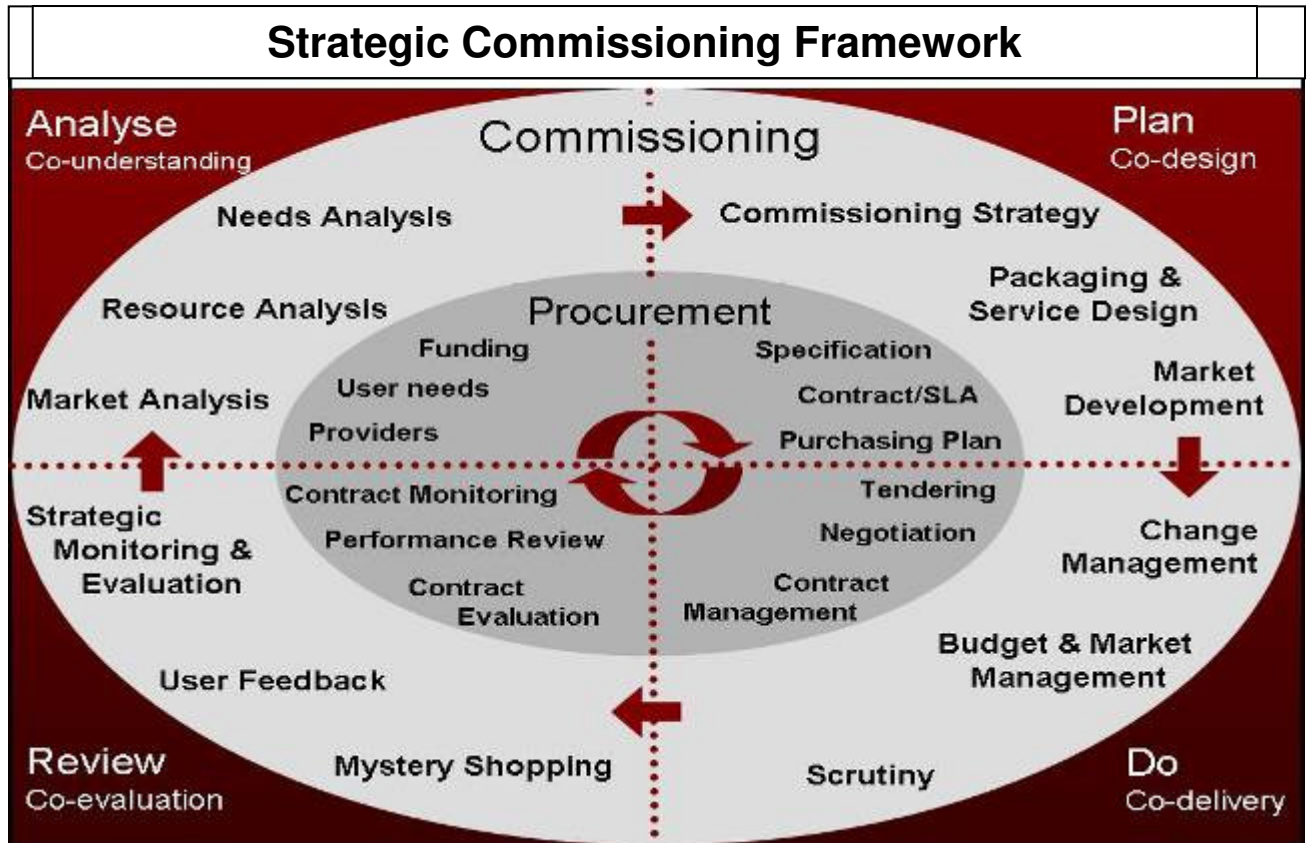 Strategic Commissioning Framework
Analyse
Co-understanding
Commissioning
Plan
Co-design
Needs Analysis
Commissioning Strategy
Resource Analysis
Packaging &
Service Design
Market Analysis
Market
Development
Procurement
Funding
User needs
Providers
Specification
Contract/SLA
Purchasing Plan
Contract Monitoring
Performance Review
Contract
Evaluation
Tendering
Negotiation
Contract
Management
Strategic
Monitoring &
Evaluation
Change
Management
User Feedback
Budget & Market
Management
Mystery Shopping
Scrutiny
Review
Co-evaluation
Do
Co-delivery